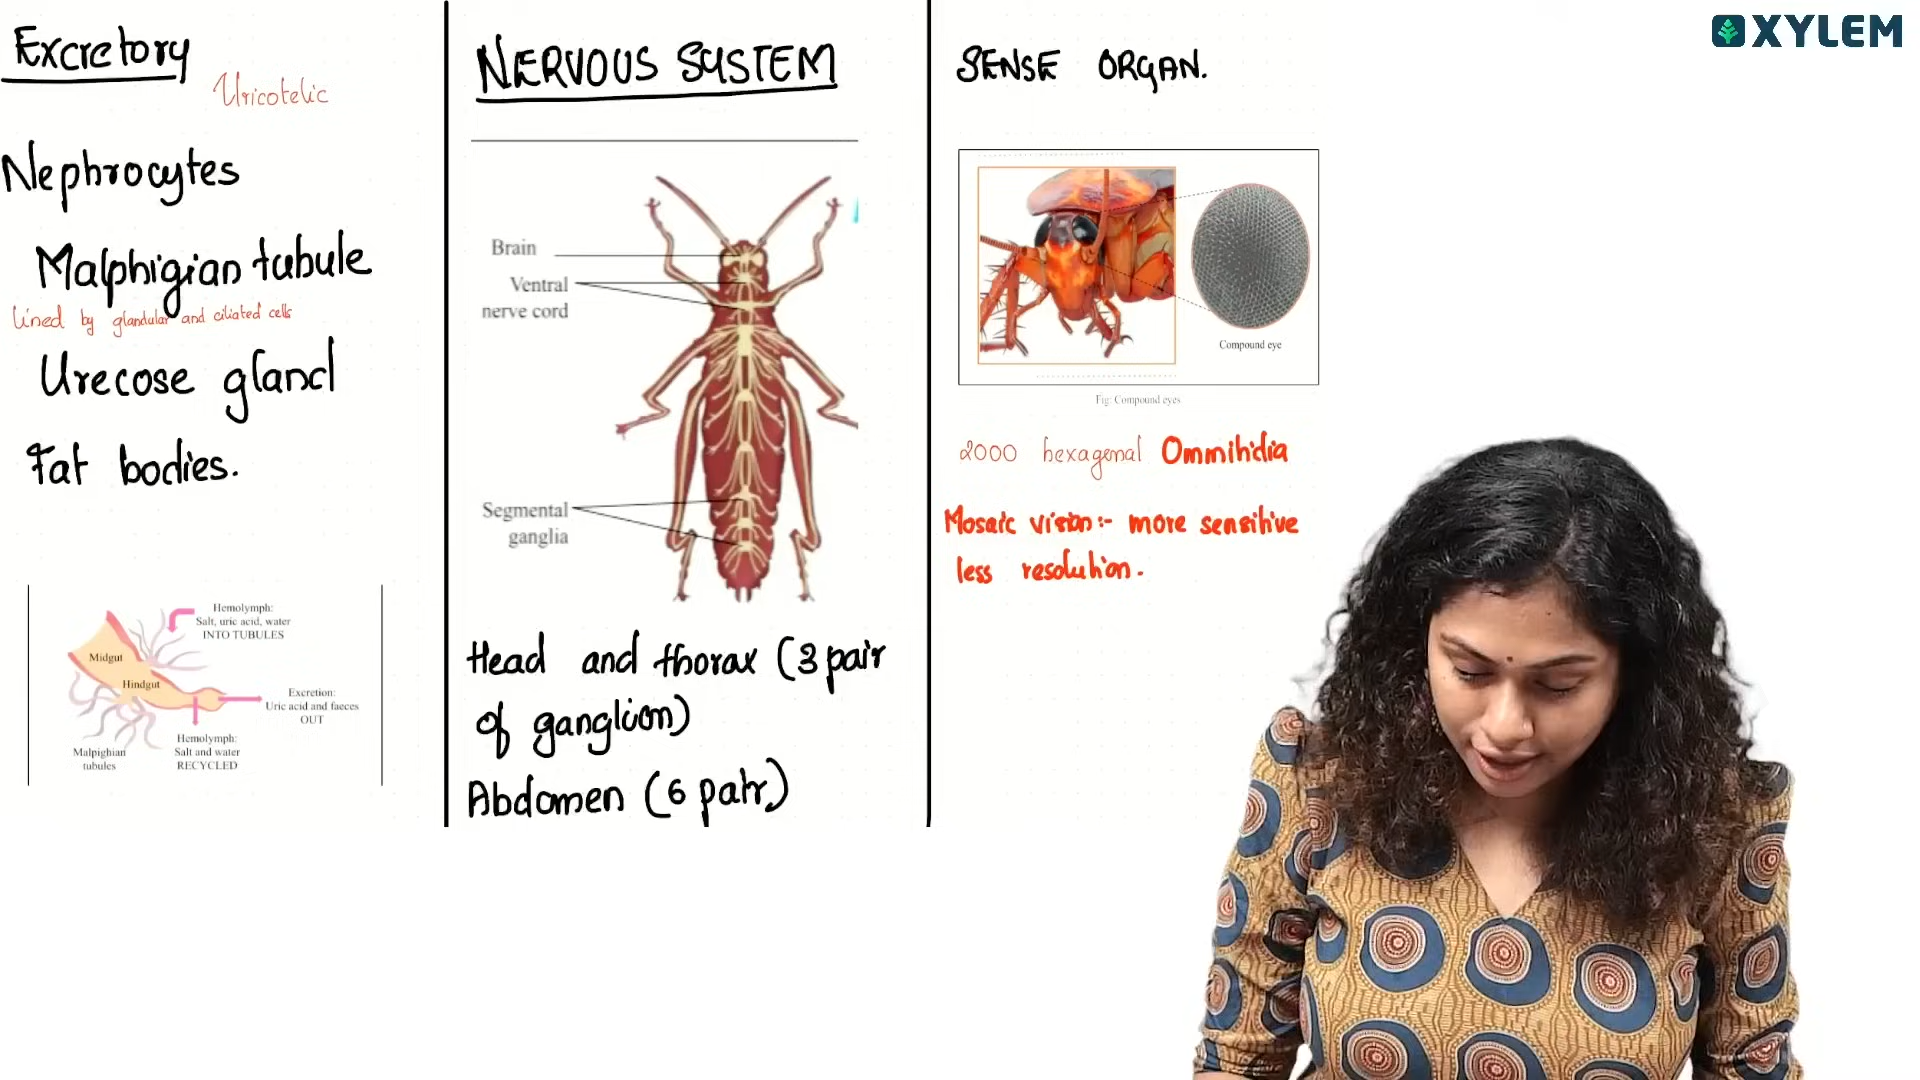 Excretory
Uricotelic
Nephrocytes
Malphigian tubule
lined by glandular and ciliated cells
Urecose gland
Fat bodies.
Hemolymph:
Salt, uric acid, water
INTO TUBULES
Midgut
Hindgut
Excretion:
Uric acid and faeces
OUT
Hemolymph:
Salt and water
RECYCLED
Malpighian
tubules
NERVOUS SYSTEM
Brain
Ventral
nerve cord
Segmental
ganglia
Head and thorax (3 pair
of ganglion)
Abdomen (6 pair)
SENSE ORGAN.
Compound eye
Fig: Compound eyes
2000 hexagenal Ommihidia
Mosaic vision:- more sensitive
less resolution.
XYLEM